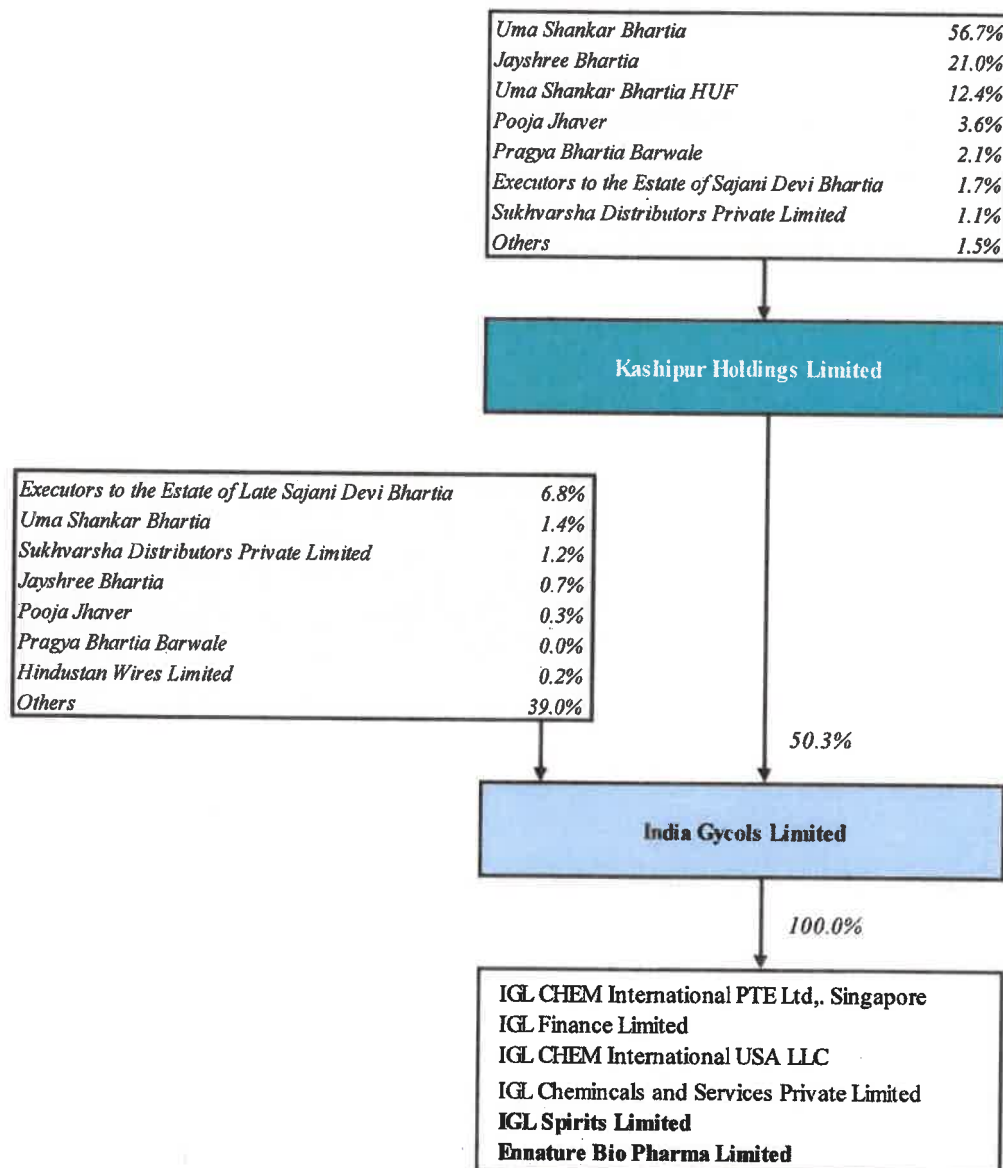 Uma Shankar Bhartia 56.7%
Jayshree Bhartia 21.0%
Uma Shankar Bhartia HUF 12.4%
Pooja Jhaver 3.6%
Pragya Bhartia Barwale 2.1%
Executors to the Estate of Sajani Devi Bhartia 1.7%
Sukhvarsha Distributors Private Limited 1.1%
Others 1.5%
Kashipur Holdings Limited
Executors to the Estate of Late Sajani Devi Bhartia 6.8%
Uma Shankar Bhartia 1.4%
Sukhvarsha Distributors Private Limited 1.2%
Jayshree Bhartia 0.7%
Pooja Jhaver 0.3%
Pragya Bhartia Barwale 0.0%
Hindustan Wires Limited 0.2%
Others 39.0%
50.3%
India Gycols Limited
100.0%
IGL CHEM International PTE Ltd,. Singapore
IGL Finance Limited
IGL CHEM International USA LLC
IGL Chemincals and Services Private Limited
IGL Spirits Limited
Ennature Bio Pharma Limited